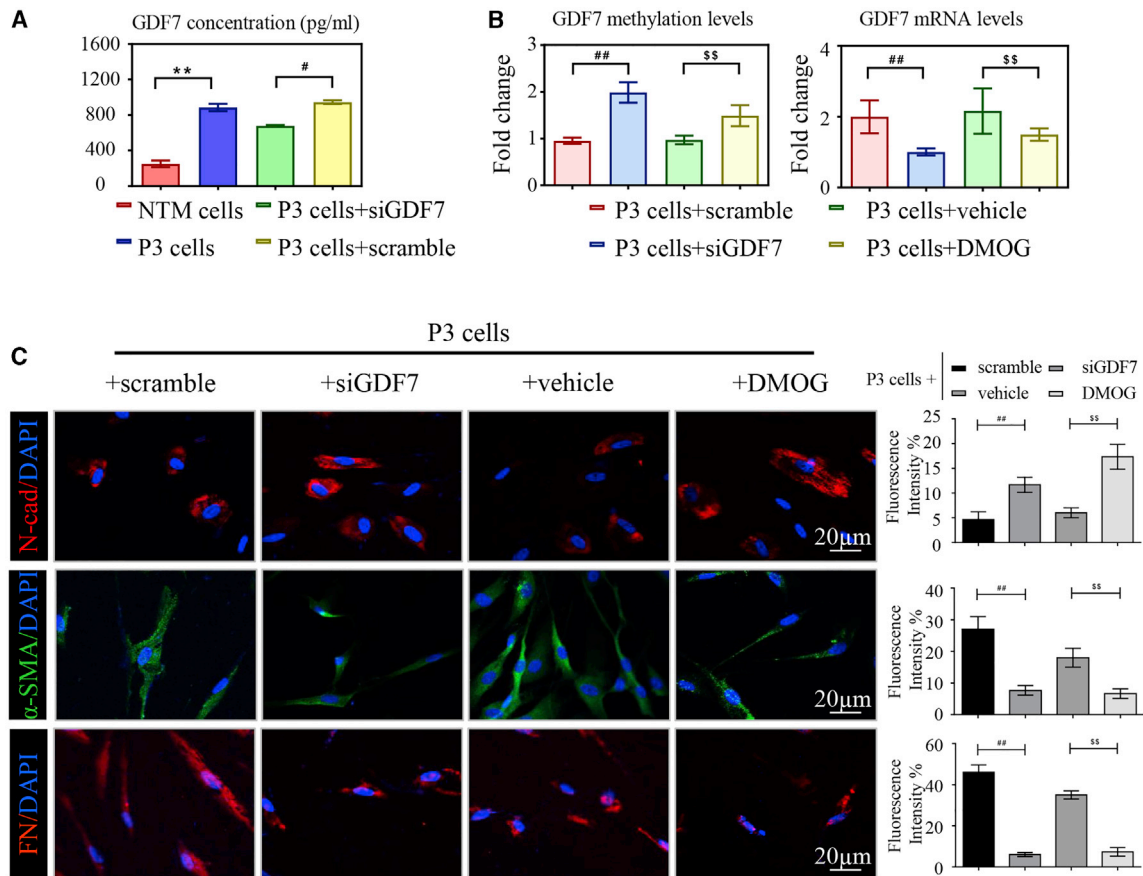 A
GDF7 concentration (pg/ml)
1600
1200
800
400
0
**
#
NTM cells
P3 cells+siGDF7
P3 cells
P3 cells+scramble
B
GDF7 methylation levels
Fold change
3
2
1
0
##
$$
GDF7 mRNA levels
Fold change
4
2
0
##
$$
P3 cells+scramble
P3 cells+vehicle
P3 cells+siGDF7
P3 cells+DMOG
C
P3 cells
+scramble
+siGDF7
+vehicle
+DMOG
N-cad/DAPI
20μm
α-SMA/DAPI
20μm
FN/DAPI
20μm
P3 cells +
scramble
siGDF7
vehicle
DMOG
Fluorescence
Intensity %
25
20
15
10
5
0
##
$$
Fluorescence
Intensity %
40
30
20
10
0
##
$$
Fluorescence
Intensity %
60
40
20
0
##
$$